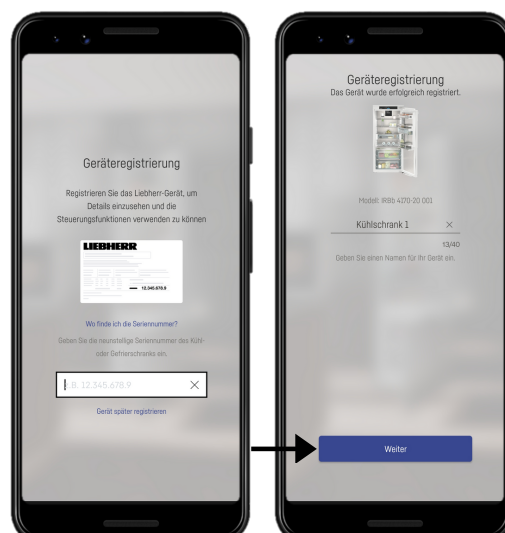 Geräteregistrierung
Registrieren Sie das Liebherr-Gerät, um
Details einzusehen und die
Steuerungsfunktionen verwenden zu können
LIEBHERR
12.345.678.9
Wo finde ich die Seriennummer?
Geben Sie die neunstellige Seriennummer des Kühl-
oder Gefrierschranks ein.
z.B. 12.345.678.9
Gerät später registrieren
Geräteregistrierung
Das Gerät wurde erfolgreich registriert.
Modell: IRBb 4170-20 001
Kühlschrank 1
13/40
Geben Sie einen Namen für Ihr Gerät ein.
Weiter